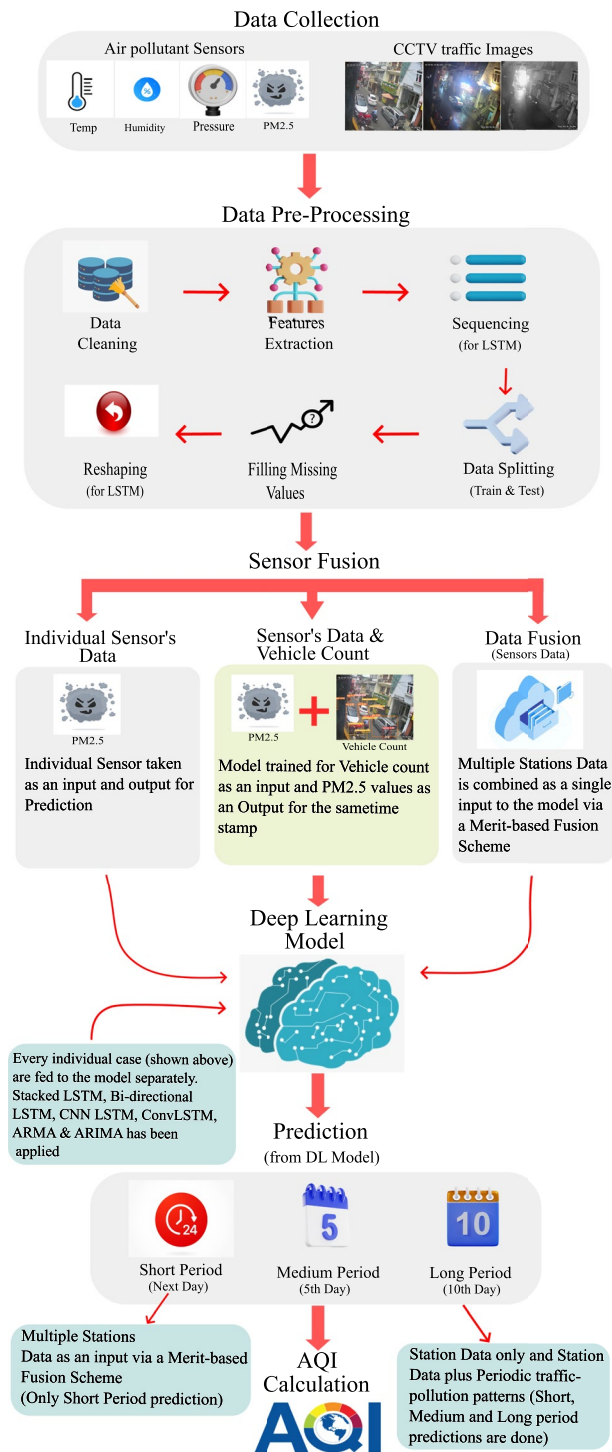 Data Collection
Air pollutant Sensors
CCTV traffic Images
Temp
Humidity
Pressure
PM2.5
Data Pre-Processing
Data
Cleaning
Features
Extraction
Sequencing
(for LSTM)
Reshaping
(for LSTM)
?
Filling Missing
Values
Data Splitting
(Train & Test)
Sensor Fusion
Individual Sensor's
Data
PM2.5
Individual Sensor taken
as an input and output for
Prediction
Sensor's Data &
Vehicle Count
PM2.5
+
Vehicle Count
Model trained for Vehicle count
as an input and PM2.5 values as
an Output for the sametime
stamp
Data Fusion
(Sensors Data)
Multiple Stations Data
is combined as a single
input to the model via
a Merit-based Fusion
Scheme
Deep Learning
Model
Every individual case (shown above)
are fed to the model separately.
Stacked LSTM, Bi-directional
LSTM, CNN LSTM, ConvLSTM,
ARMA & ARIMA has been
applied
Prediction
(from DL Model)
24
Short Period
(Next Day)
5
Medium Period
(5th Day)
10
Long Period
(10th Day)
Multiple Stations
Data as an input via a Merit-based
Fusion Scheme
(Only Short Period prediction)
AQI
Calculation
AQI
Station Data only and Station
Data plus Periodic traffic-
pollution patterns (Short,
Medium and Long period
predictions are done)